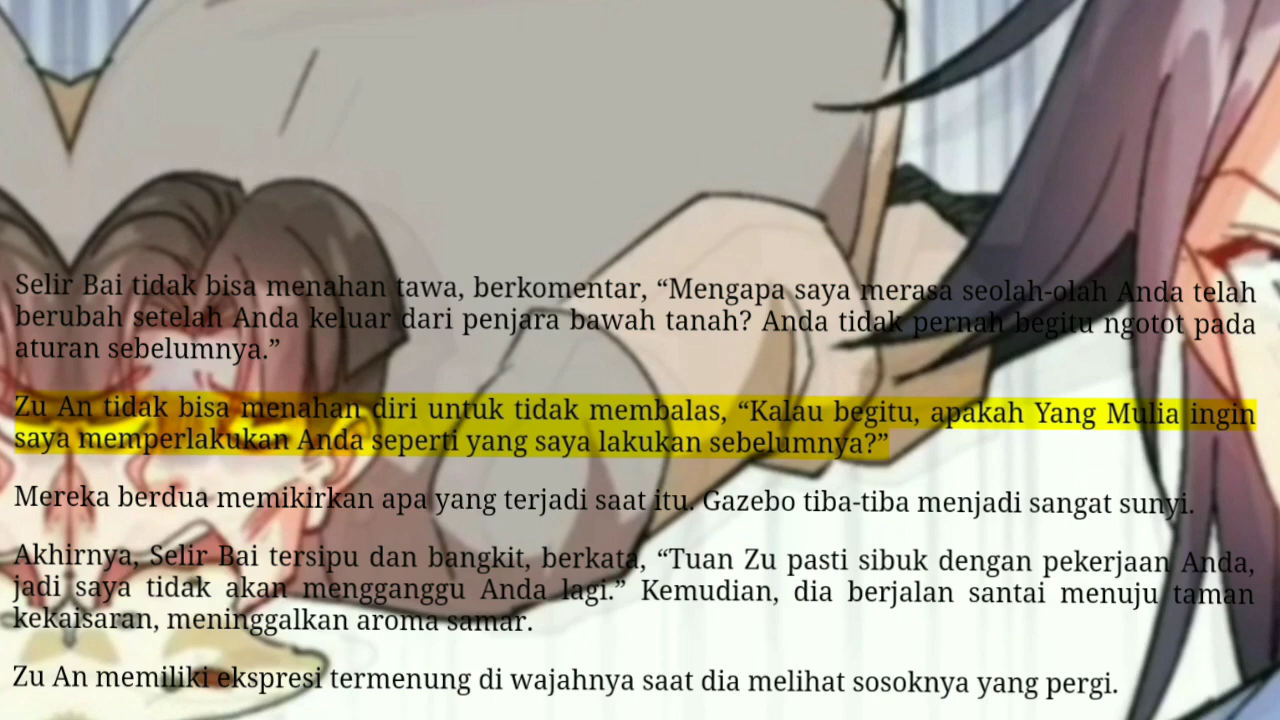 Selir Bai tidak bisa menahan tawa, berkomentar, “Mengapa saya merasa seolah-olah Anda telah
berubah setelah Anda keluar dari penjara bawah tanah? Anda tidak pernah begitu ngotot pada
aturan sebelumnya.”
Zu An tidak bisa menahan diri untuk tidak membalas, “Kalau begitu, apakah Yang Mulia ingin
saya memperlakukan Anda seperti yang saya lakukan sebelumnya?”
Mereka berdua memikirkan apa yang terjadi saat itu. Gazebo tiba-tiba menjadi sangat sunyi.
Akhirnya, Selir Bai tersipu dan bangkit, berkata, “Tuan Zu pasti sibuk dengan pekerjaan Anda,
jadi saya tidak akan mengganggu Anda lagi.” Kemudian, dia berjalan santai menuju taman
kekaisaran, meninggalkan aroma samar.
Zu An memiliki ekspresi termenung di wajahnya saat dia melihat sosoknya yang pergi.